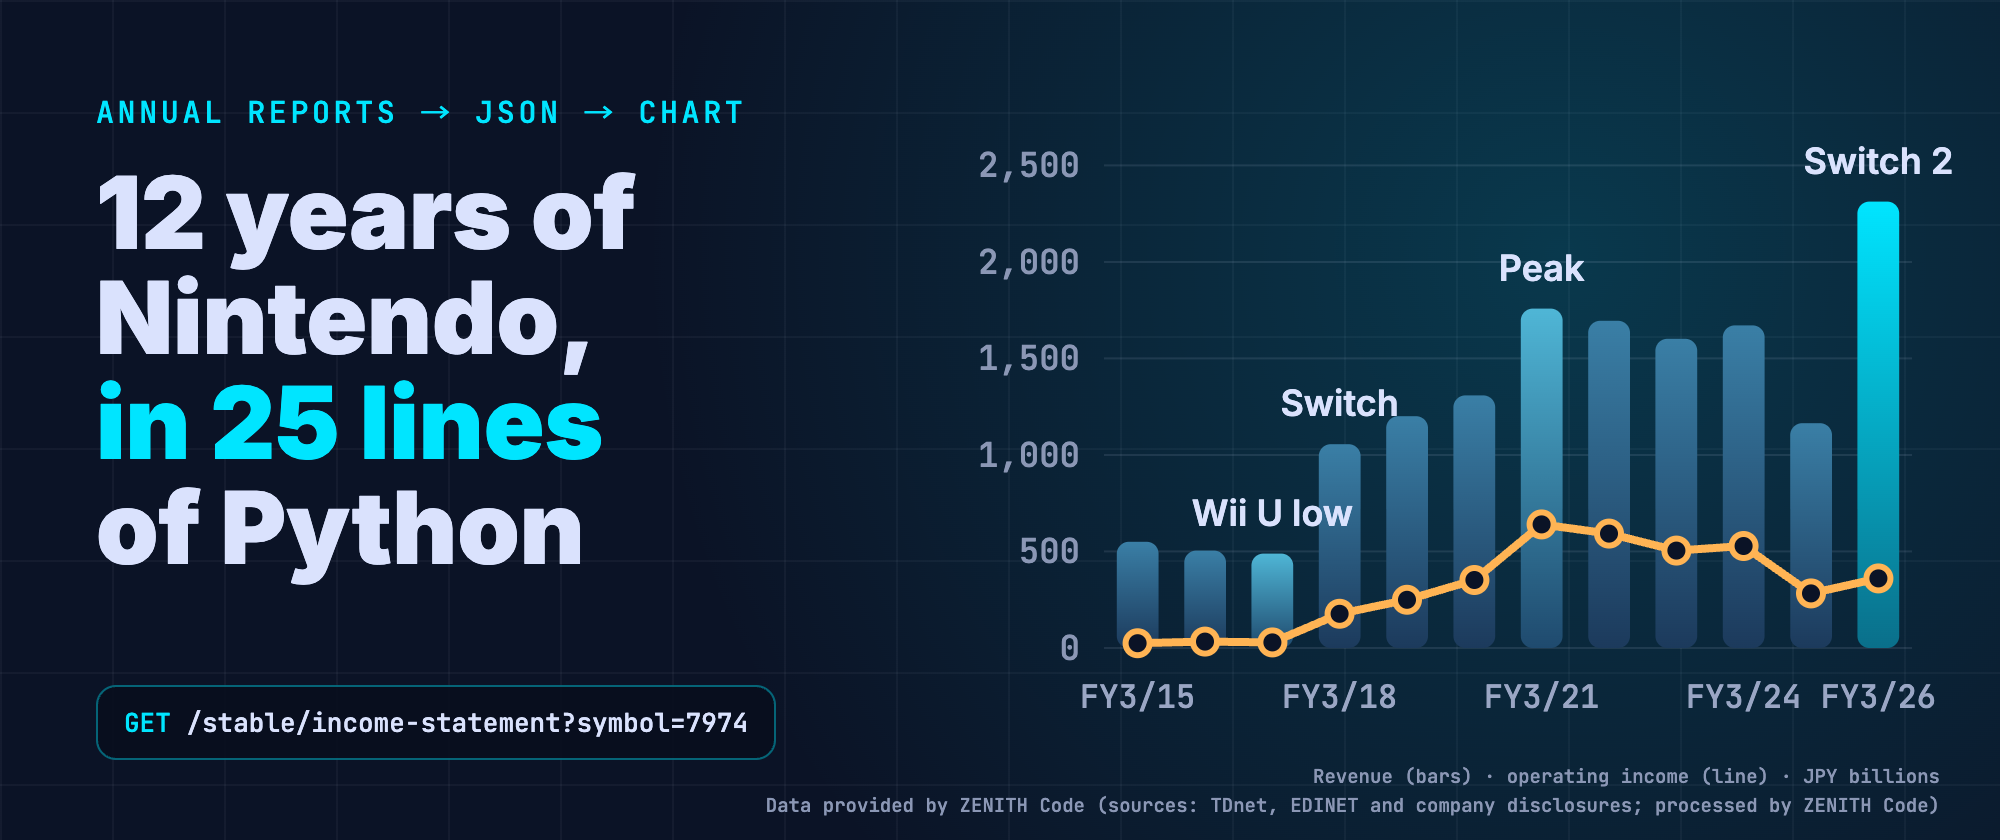 ANNUAL REPORTS → JSON → CHART
12 years of
Nintendo,
in 25 lines
of Python
GET /stable/income-statement?symbol=7974
2,500
2,000
1,500
1,000
500
0
Switch 2
Peak
Switch
Wii U low
FY3/15 FY3/18 FY3/21 FY3/24 FY3/26
Revenue (bars) · operating income (line) · JPY billions
Data provided by ZENITH Code (sources: TDnet, EDINET and company disclosures; processed by ZENITH Code)